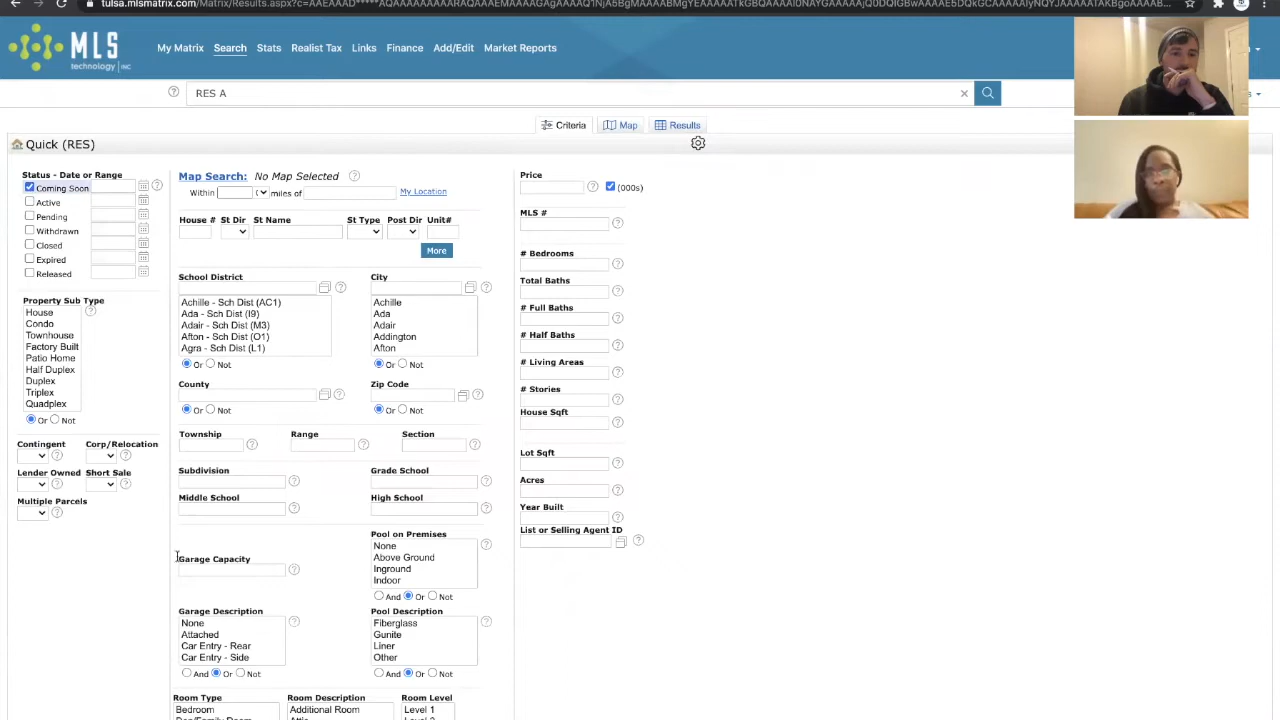 tulsa.mlsmatrix.com/Matrix/Results.aspx?c=AAEAAAD*****
MLS
technology INC
My Matrix Search Stats Realist Tax Links Finance Add/Edit Market Reports
RES A
Criteria Map Results
Quick (RES)
Status - Date or Range
Coming Soon
Active
Pending
Withdrawn
Closed
Expired
Released
Property Sub Type
House
Condo
Townhouse
Factory Built
Patio Home
Half Duplex
Duplex
Triplex
Quadplex
Or Not
Contingent Corp/Relocation
Lender Owned Short Sale
Multiple Parcels
Map Search: No Map Selected
Within miles of My Location
House # St Dir St Name St Type Post Dir Unit#
More
School District
Achille - Sch Dist (AC1)
Ada - Sch Dist (I9)
Adair - Sch Dist (M3)
Afton - Sch Dist (O1)
Agra - Sch Dist (L1)
Or Not
City
Achille
Ada
Adair
Addington
Afton
Or Not
County
Or Not
Zip Code
Or Not
Township Range Section
Subdivision Grade School
Middle School High School
Garage Capacity
Pool on Premises
None
Above Ground
Inground
Indoor
And Or Not
Garage Description
None
Attached
Car Entry - Rear
Car Entry - Side
And Or Not
Pool Description
Fiberglass
Gunite
Liner
Other
And Or Not
Room Type
Bedroom
Room Description
Additional Room
Room Level
Level 1
Price
(000s)
MLS #
# Bedrooms
Total Baths
# Full Baths
# Half Baths
# Living Areas
# Stories
House Sqft
Lot Sqft
Acres
Year Built
List or Selling Agent ID